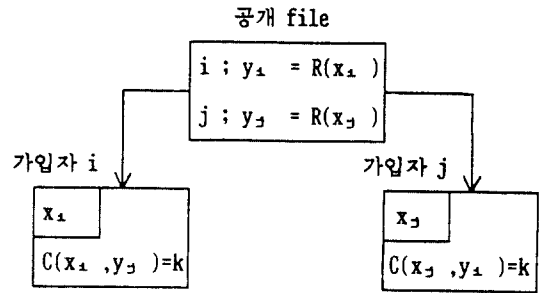 공개 file
i ; yᵢ = R(xᵢ )
j ; yⱼ = R(xⱼ )
가입자 i
가입자 j
xᵢ
xⱼ
C(xᵢ ,yⱼ )=k
C(xⱼ ,yᵢ )=k